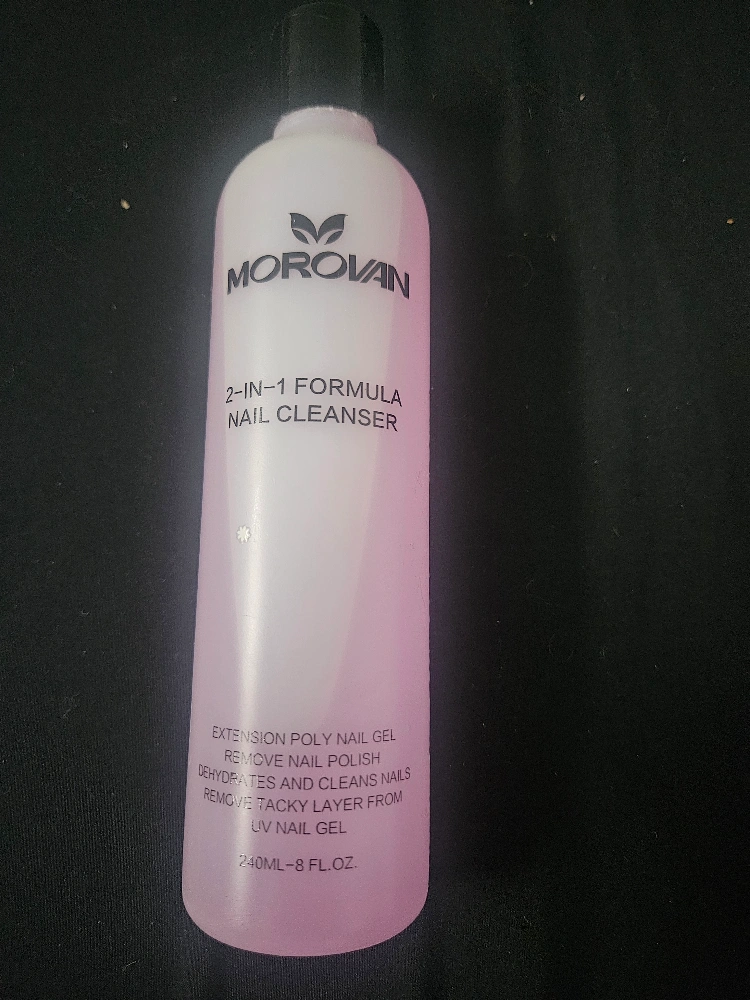 MOROVAN
2-IN-1 FORMULA
NAIL CLEANSER
EXTENSION POLY NAIL GEL
REMOVE NAIL POLISH
DEHYDRATES AND CLEANS NAILS
REMOVE TACKY LAYER FROM
UV NAIL GEL
240ML-8 FL.OZ.